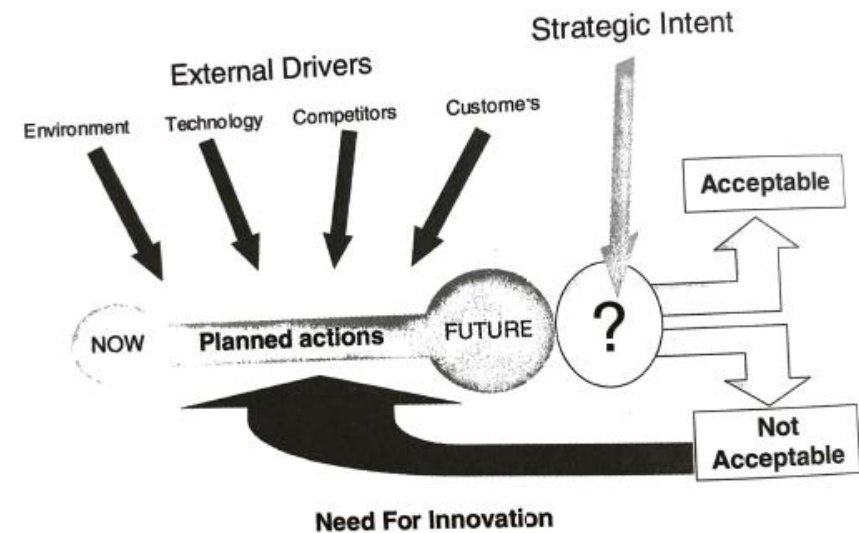 Strategic Intent
External Drivers
Environment
Technology
Competitors
Customers
Acceptable
NOW
Planned actions
FUTURE
?
Not
Acceptable
Need For Innovation